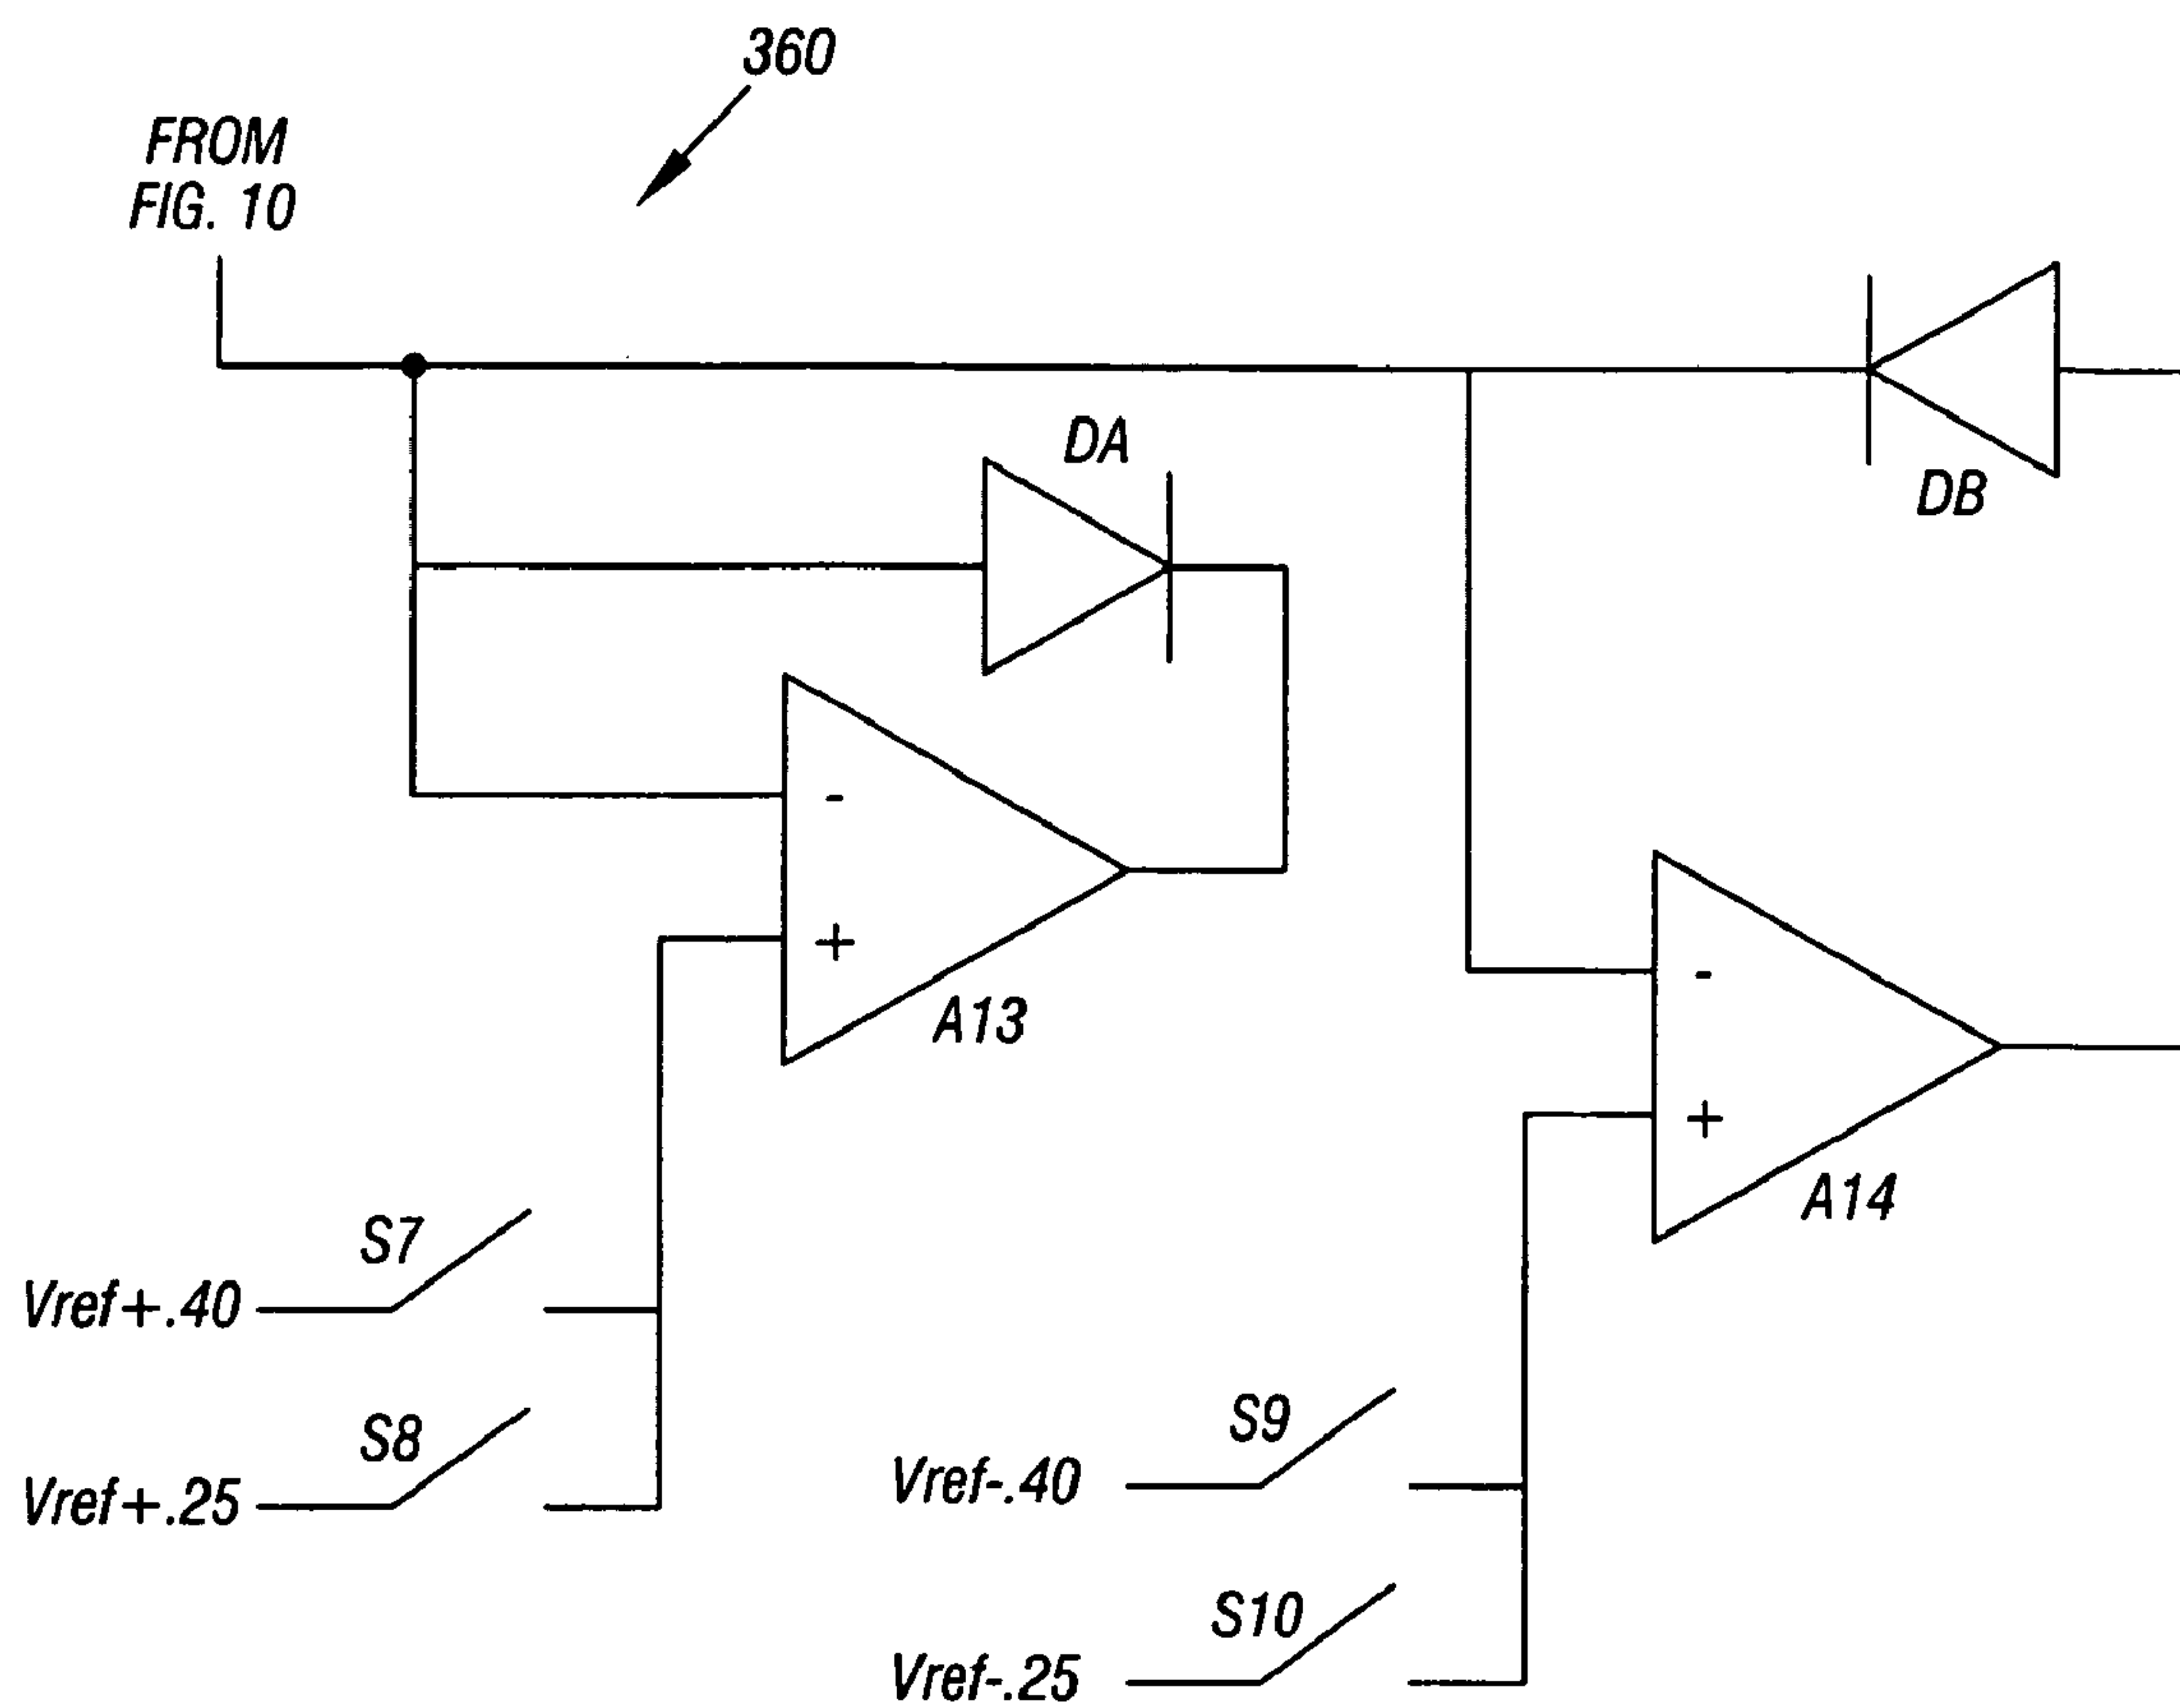 360
FROM
FIG. 10
DA
DB
-
+
A13
-
+
A14
S7
Vref+.40
S8
Vref+.25
S9
Vref-.40
S10
Vref-.25